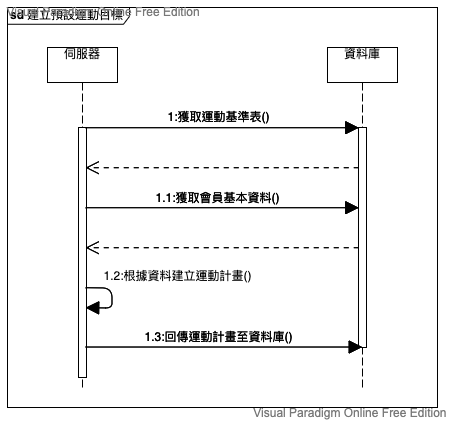 Visual Paradigm Online Free Edition
sd 建立預設運動目標
伺服器
資料庫
1:獲取運動基準表()
1.1:獲取會員基本資料()
1.2:根據資料建立運動計畫()
1.3:回傳運動計畫至資料庫()
Visual Paradigm Online Free Edition